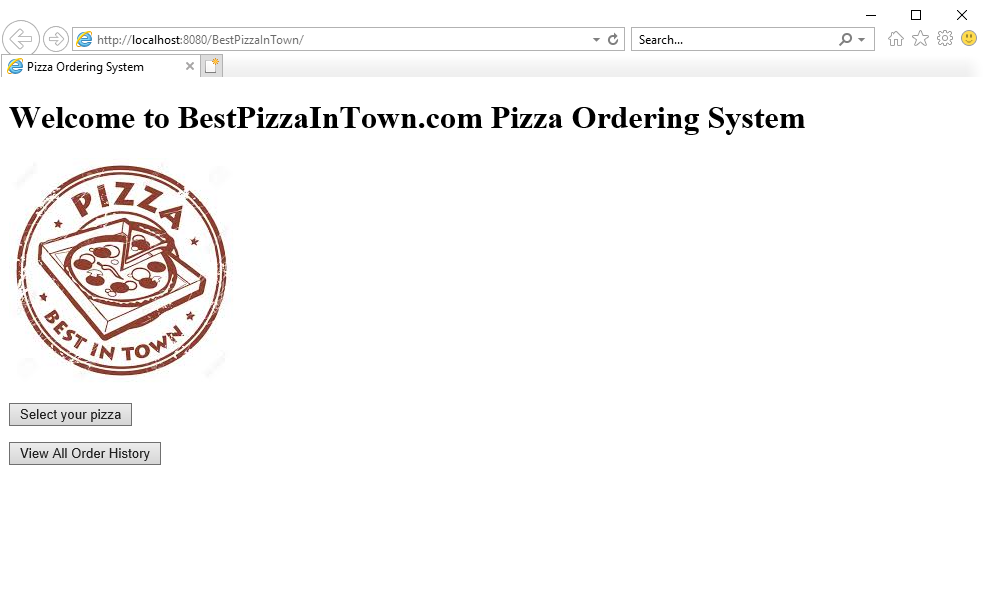 http://localhost:8080/BestPizzaInTown/
Search...
Pizza Ordering System
Welcome to BestPizzaInTown.com Pizza Ordering System
PIZZA
BEST IN TOWN
Select your pizza
View All Order History